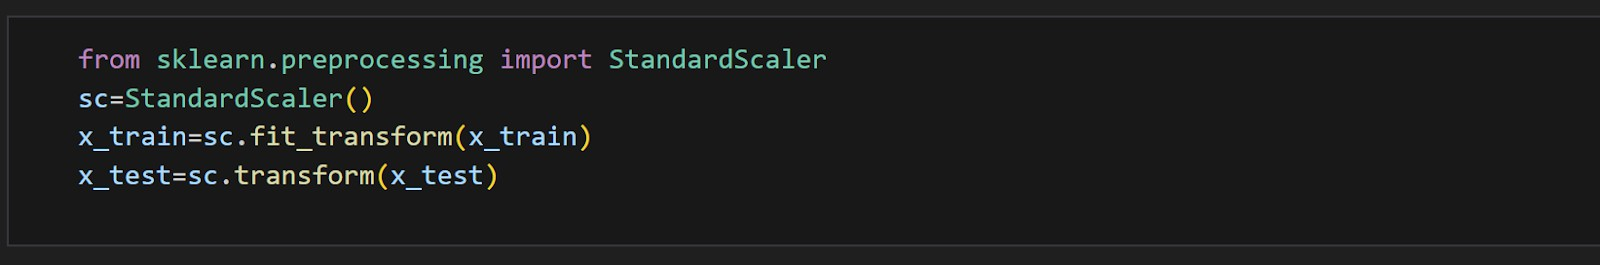 from sklearn.preprocessing import StandardScaler
sc=StandardScaler()
x_train=sc.fit_transform(x_train)
x_test=sc.transform(x_test)